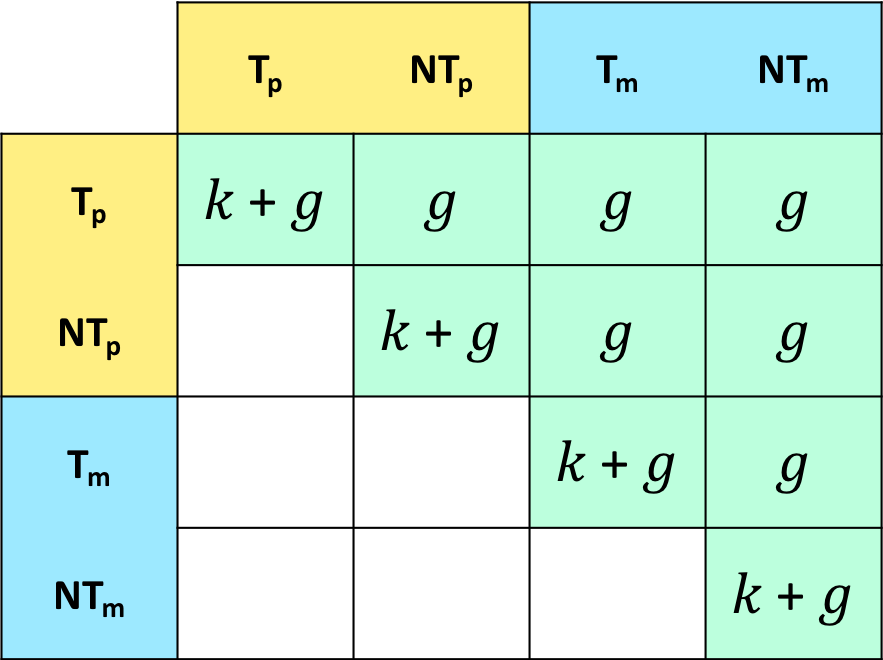 Tp NTp Tm NTm
Tp k + g g g g
NTp k + g g g
Tm k + g g
NTm k + g